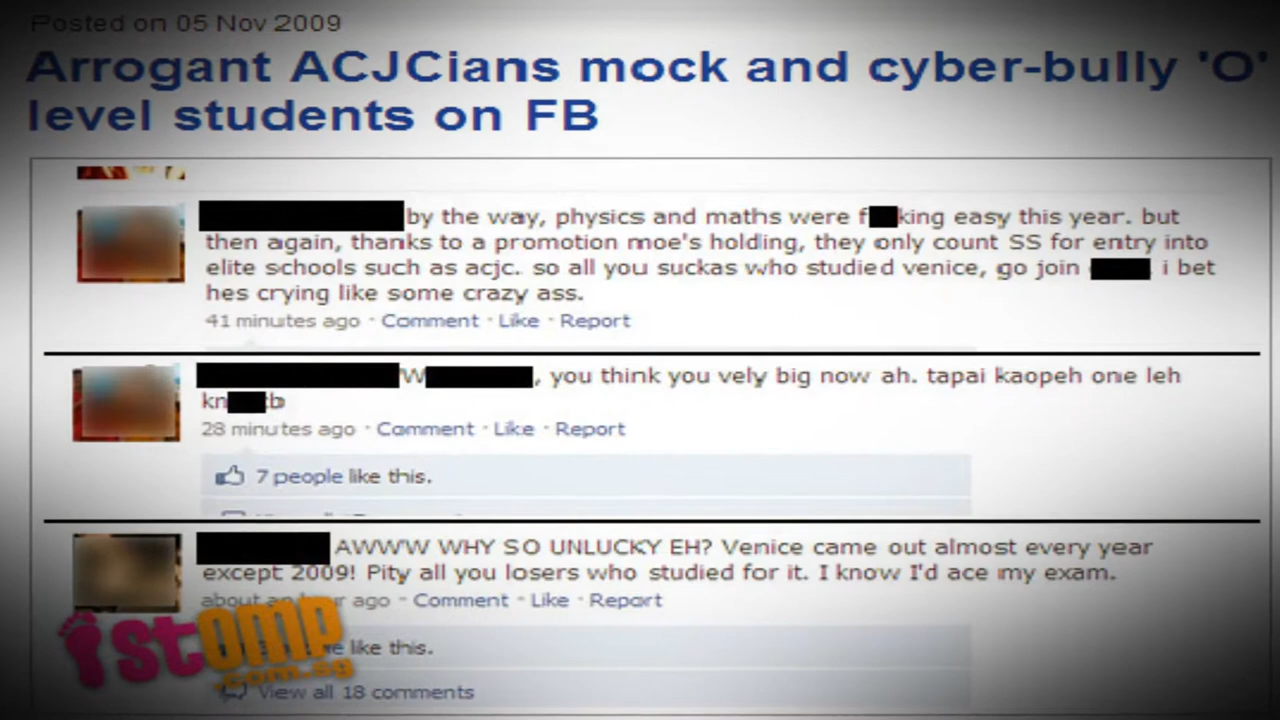 Posted on 05 Nov 2009
Arrogant ACJCians mock and cyber-bully 'O'
level students on FB
by the way, physics and maths were f king easy this year. but
then again, thanks to a promotion moe's holding, they only count SS for entry into
elite schools such as acjc. so all you suckas who studied venice, go join i bet
hes crying like some crazy ass.
41 minutes ago · Comment · Like · Report
W , you think you vely big now ah. tapai kaopeh one leh
kn b
28 minutes ago · Comment · Like · Report
7 people like this.
AWWW WHY SO UNLUCKY EH? Venice came out almost every year
except 2009! Pity all you losers who studied for it. I know I'd ace my exam.
about an hour ago · Comment · Like · Report
like this.
View all 18 comments
stomp
.com.sg